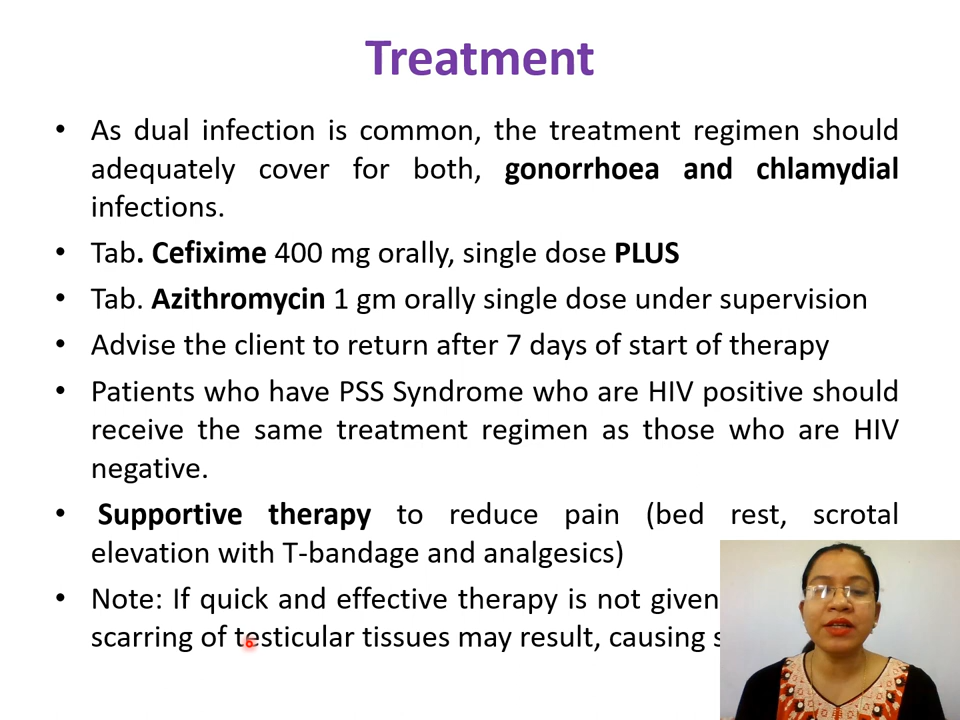 Treatment
• As dual infection is common, the treatment regimen should
adequately cover for both, gonorrhoea and chlamydial
infections.
• Tab. Cefixime 400 mg orally, single dose PLUS
• Tab. Azithromycin 1 gm orally single dose under supervision
• Advise the client to return after 7 days of start of therapy
• Patients who have PSS Syndrome who are HIV positive should
receive the same treatment regimen as those who are HIV
negative.
• Supportive therapy to reduce pain (bed rest, scrotal
elevation with T-bandage and analgesics)
• Note: If quick and effective therapy is not given
scarring of testicular tissues may result, causing